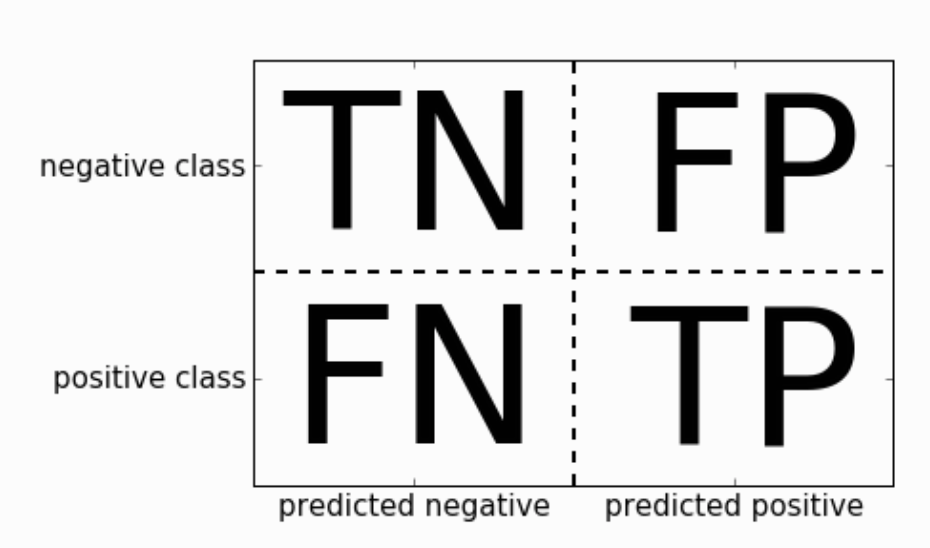 TN FP
negative class
FN TP
positive class
predicted negative predicted positive